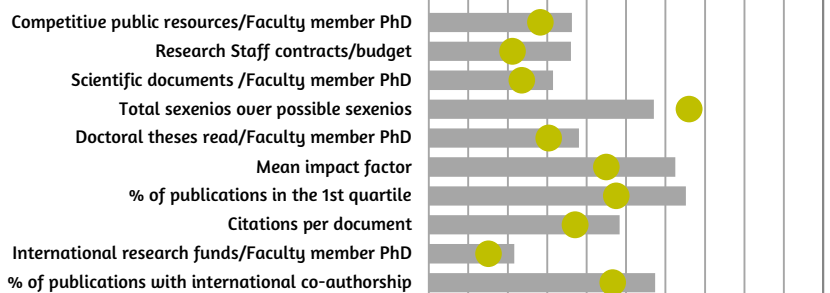 Competitive public resources/Faculty member PhD
Research Staff contracts/budget
Scientific documents /Faculty member PhD
Total sexenios over possible sexenios
Doctoral theses read/Faculty member PhD
Mean impact factor
% of publications in the 1st quartile
Citations per document
International research funds/Faculty member PhD
% of publications with international co-authorship